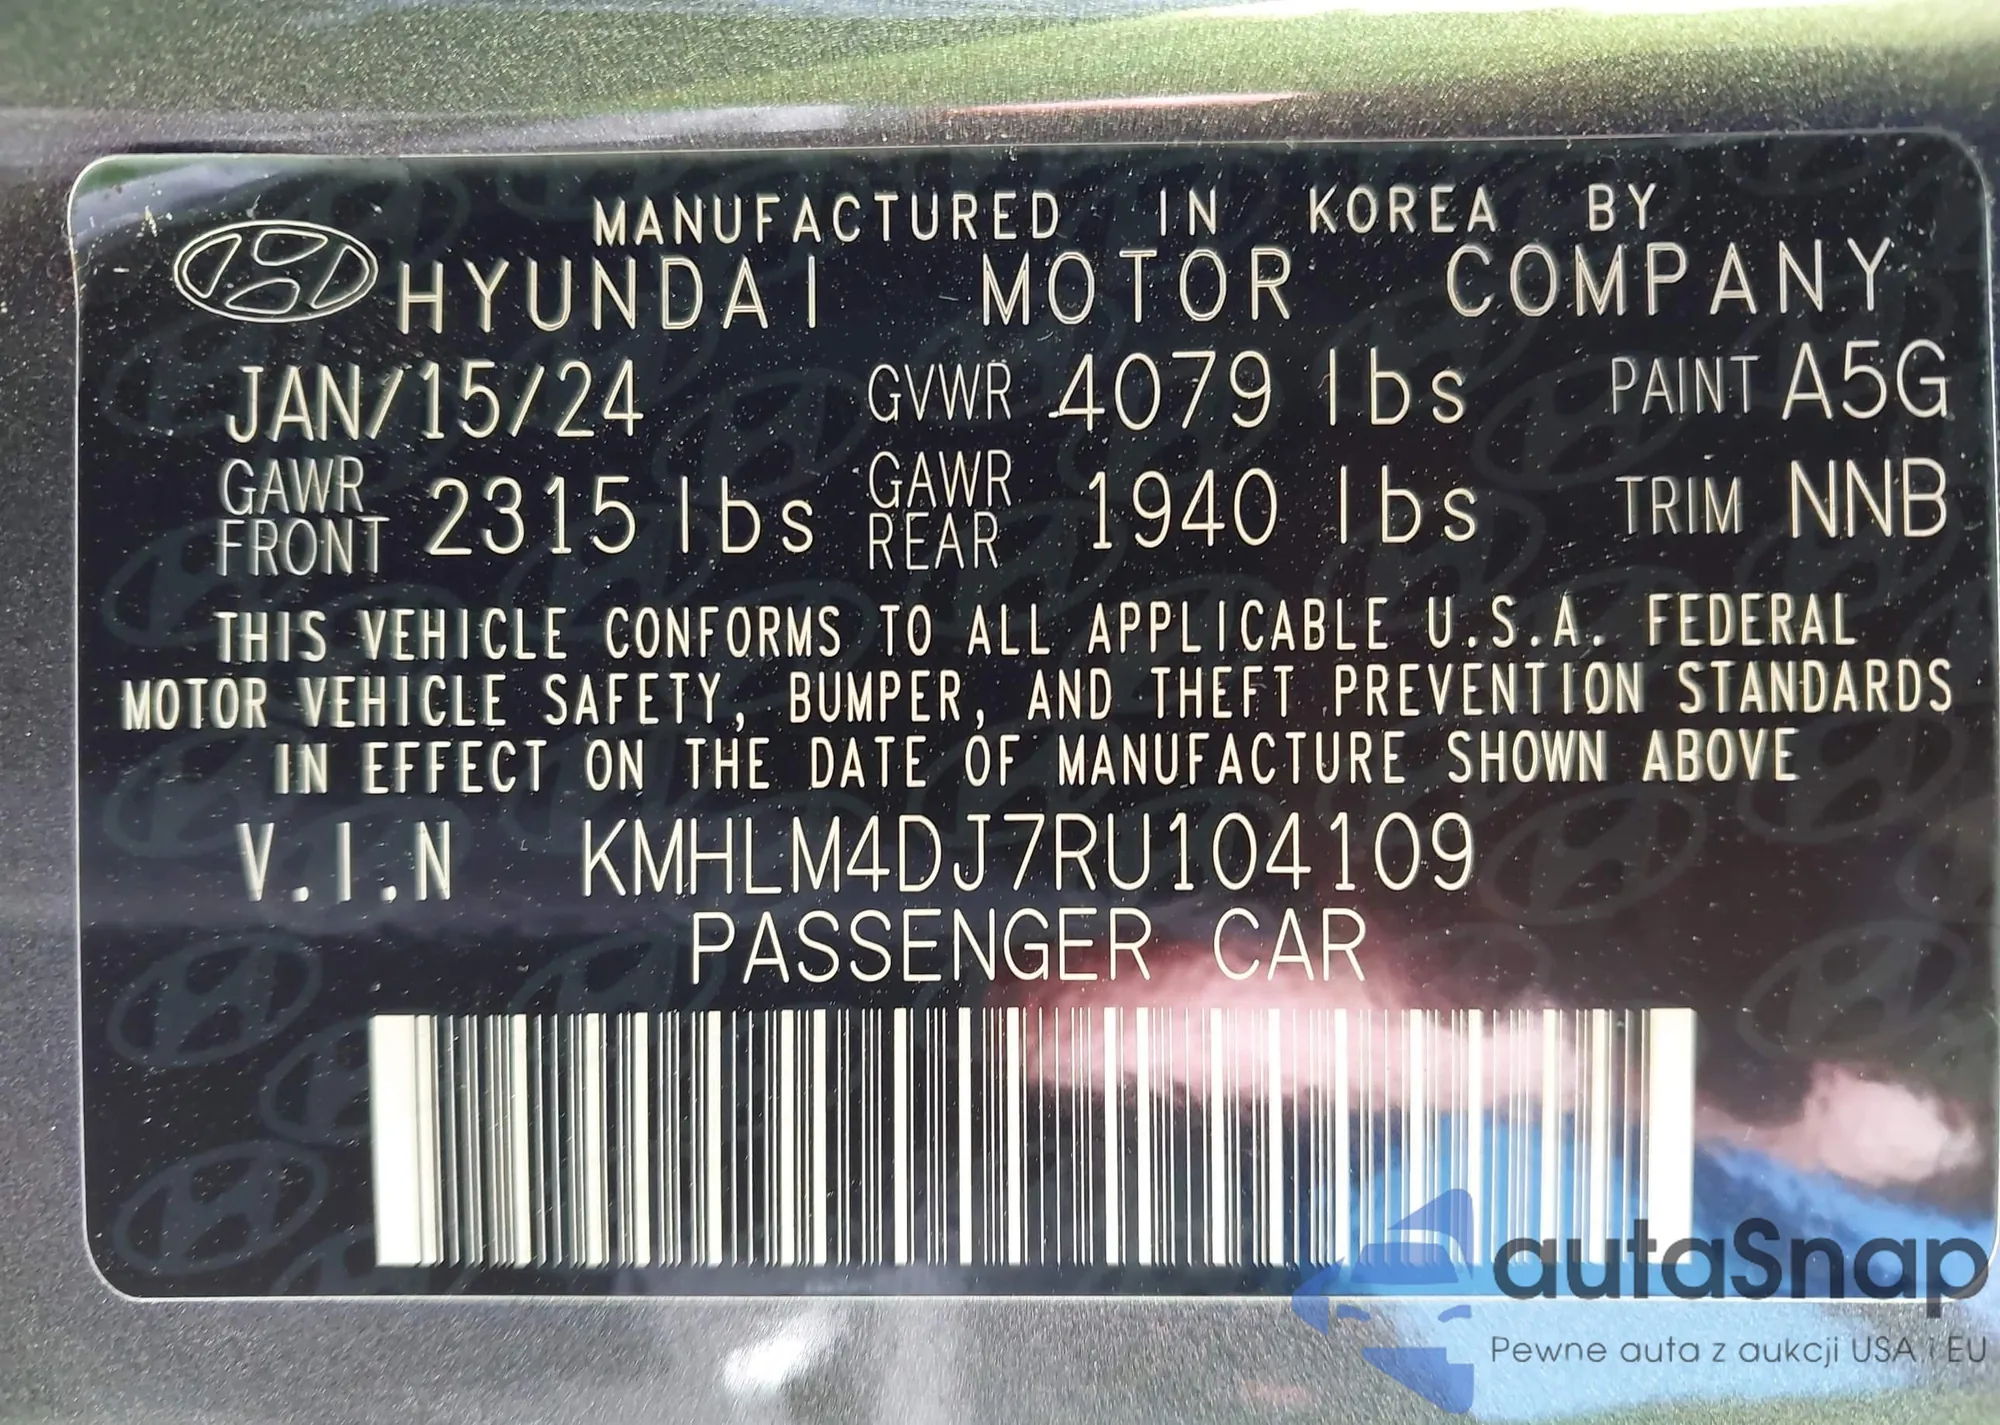 MANUFACTURED IN KOREA BY
HYUNDAI MOTOR COMPANY
JAN/15/24 GVWR 4079 lbs PAINT A5G
GAWR FRONT 2315 lbs GAWR REAR 1940 lbs TRIM NNB
THIS VEHICLE CONFORMS TO ALL APPLICABLE U.S.A. FEDERAL
MOTOR VEHICLE SAFETY, BUMPER, AND THEFT PREVENTION STANDARDS
IN EFFECT ON THE DATE OF MANUFACTURE SHOWN ABOVE
V.I.N KMHLM4DJ7RU104109
PASSENGER CAR
autaSnap
Pewne auta z aukcji USA i EU